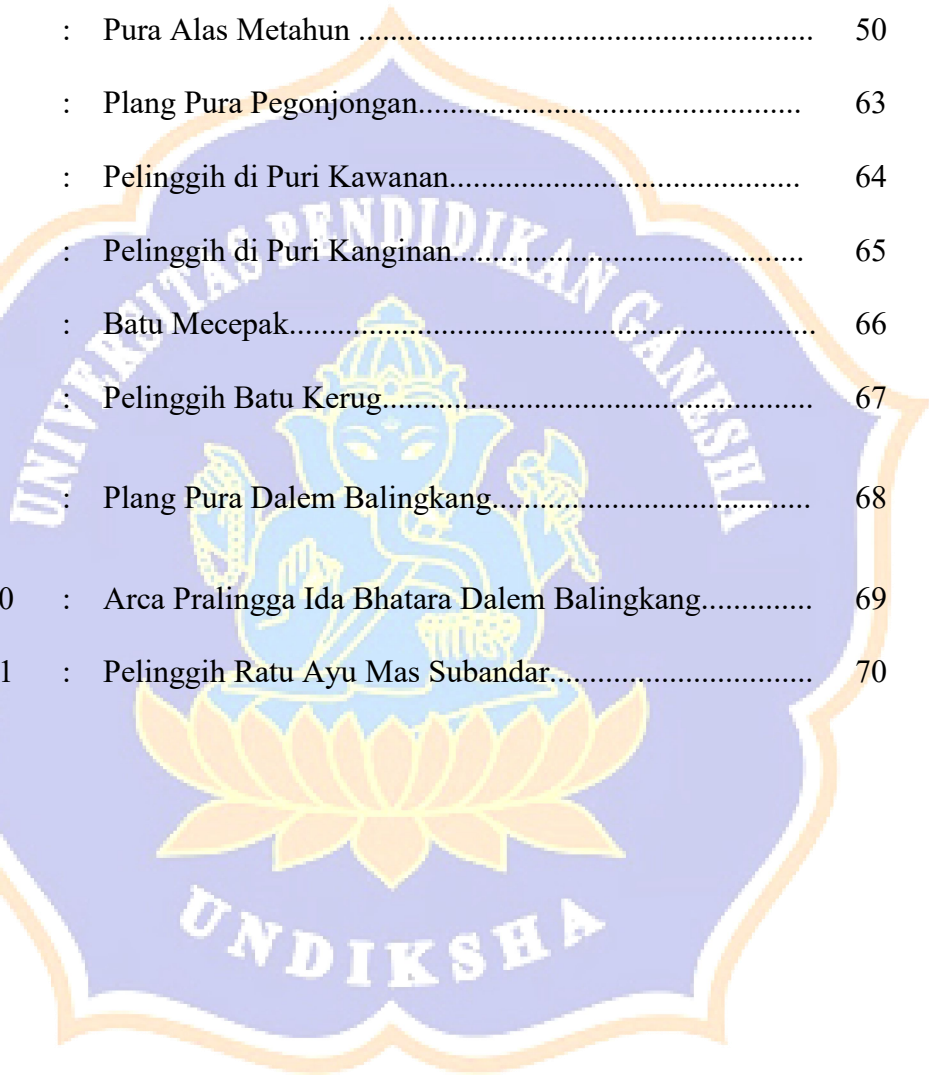 : Pura Alas Metahun ........................................................ 50
: Plang Pura Pegonjongan............................................... 63
: Pelinggih di Puri Kawanan........................................... 64
: Pelinggih di Puri Kanginan........................................... 65
: Batu Mecepak................................................................ 66
: Pelinggih Batu Kerug..................................................... 67
: Plang Pura Dalem Balingkang....................................... 68
0 : Arca Pralingga Ida Bhatara Dalem Balingkang............. 69
1 : Pelinggih Ratu Ayu Mas Subandar................................ 70
UNIVERSITAS PENDIDIKAN GANESHA
UNDIKSHA